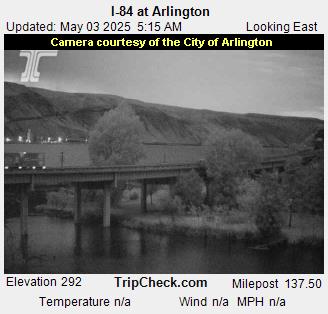 I-84 at Arlington
Updated: May 03 2025 5:15 AM Looking East
Camera courtesy of the City of Arlington
Elevation 292 TripCheck.com Milepost 137.50
Temperature n/a Wind n/a MPH n/a